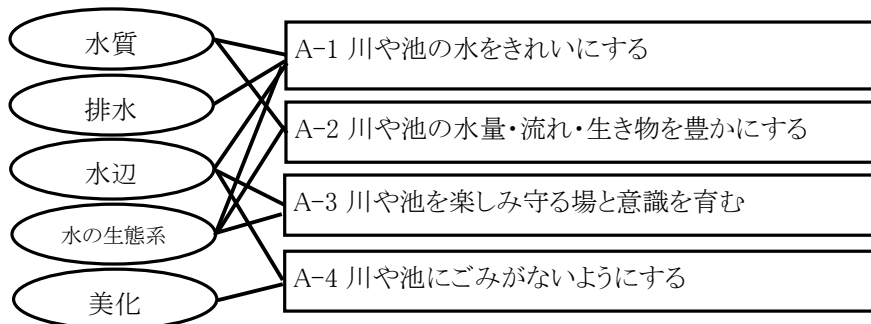 水質
A-1 川や池の水をきれいにする
排水
A-2 川や池の水量・流れ・生き物を豊かにする
水辺
A-3 川や池を楽しみ守る場と意識を育む
水の生態系
A-4 川や池にごみがないようにする
美化